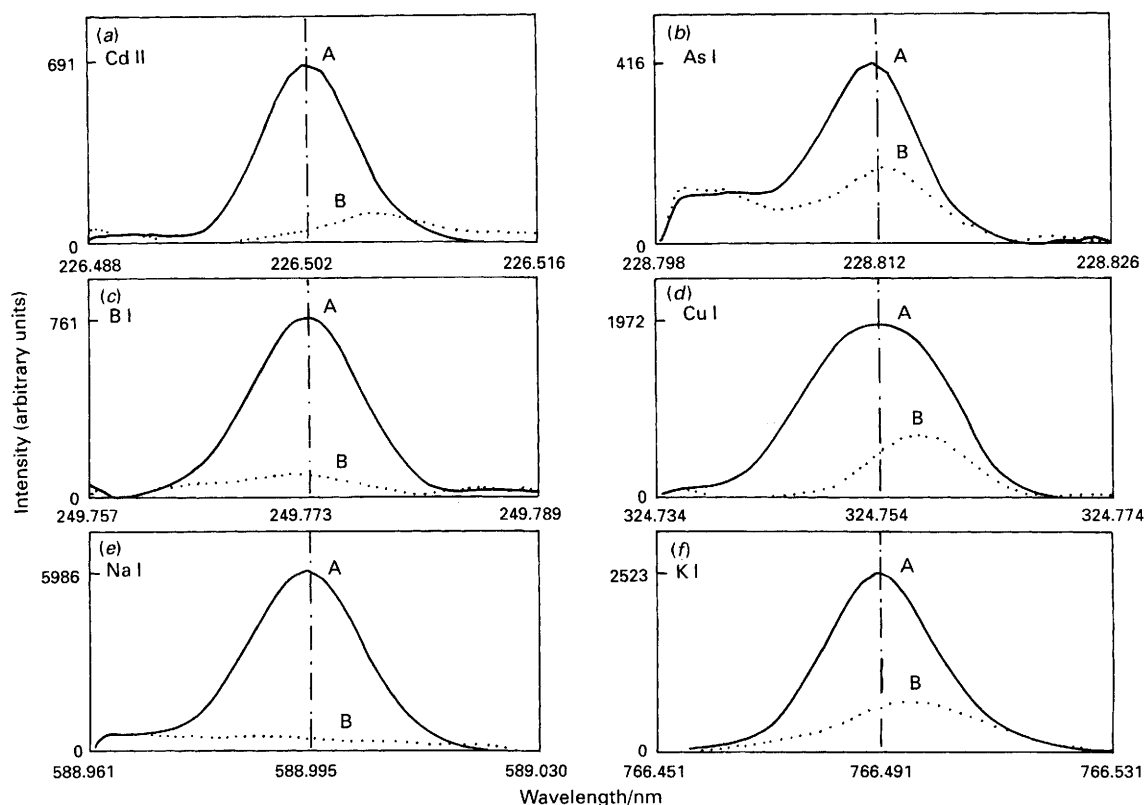 Intensity (arbitrary units)
(a)
Cd II
691
A
B
0
226.488
226.502
226.516
(b)
As I
416
A
B
0
228.798
228.812
228.826
(c)
B I
761
A
B
0
249.757
249.773
249.789
(d)
Cu I
1972
A
B
0
324.734
324.754
324.774
(e)
Na I
5986
A
B
0
588.961
588.995
589.030
(f)
K I
2523
A
B
0
766.451
766.491
766.531
Wavelength/nm